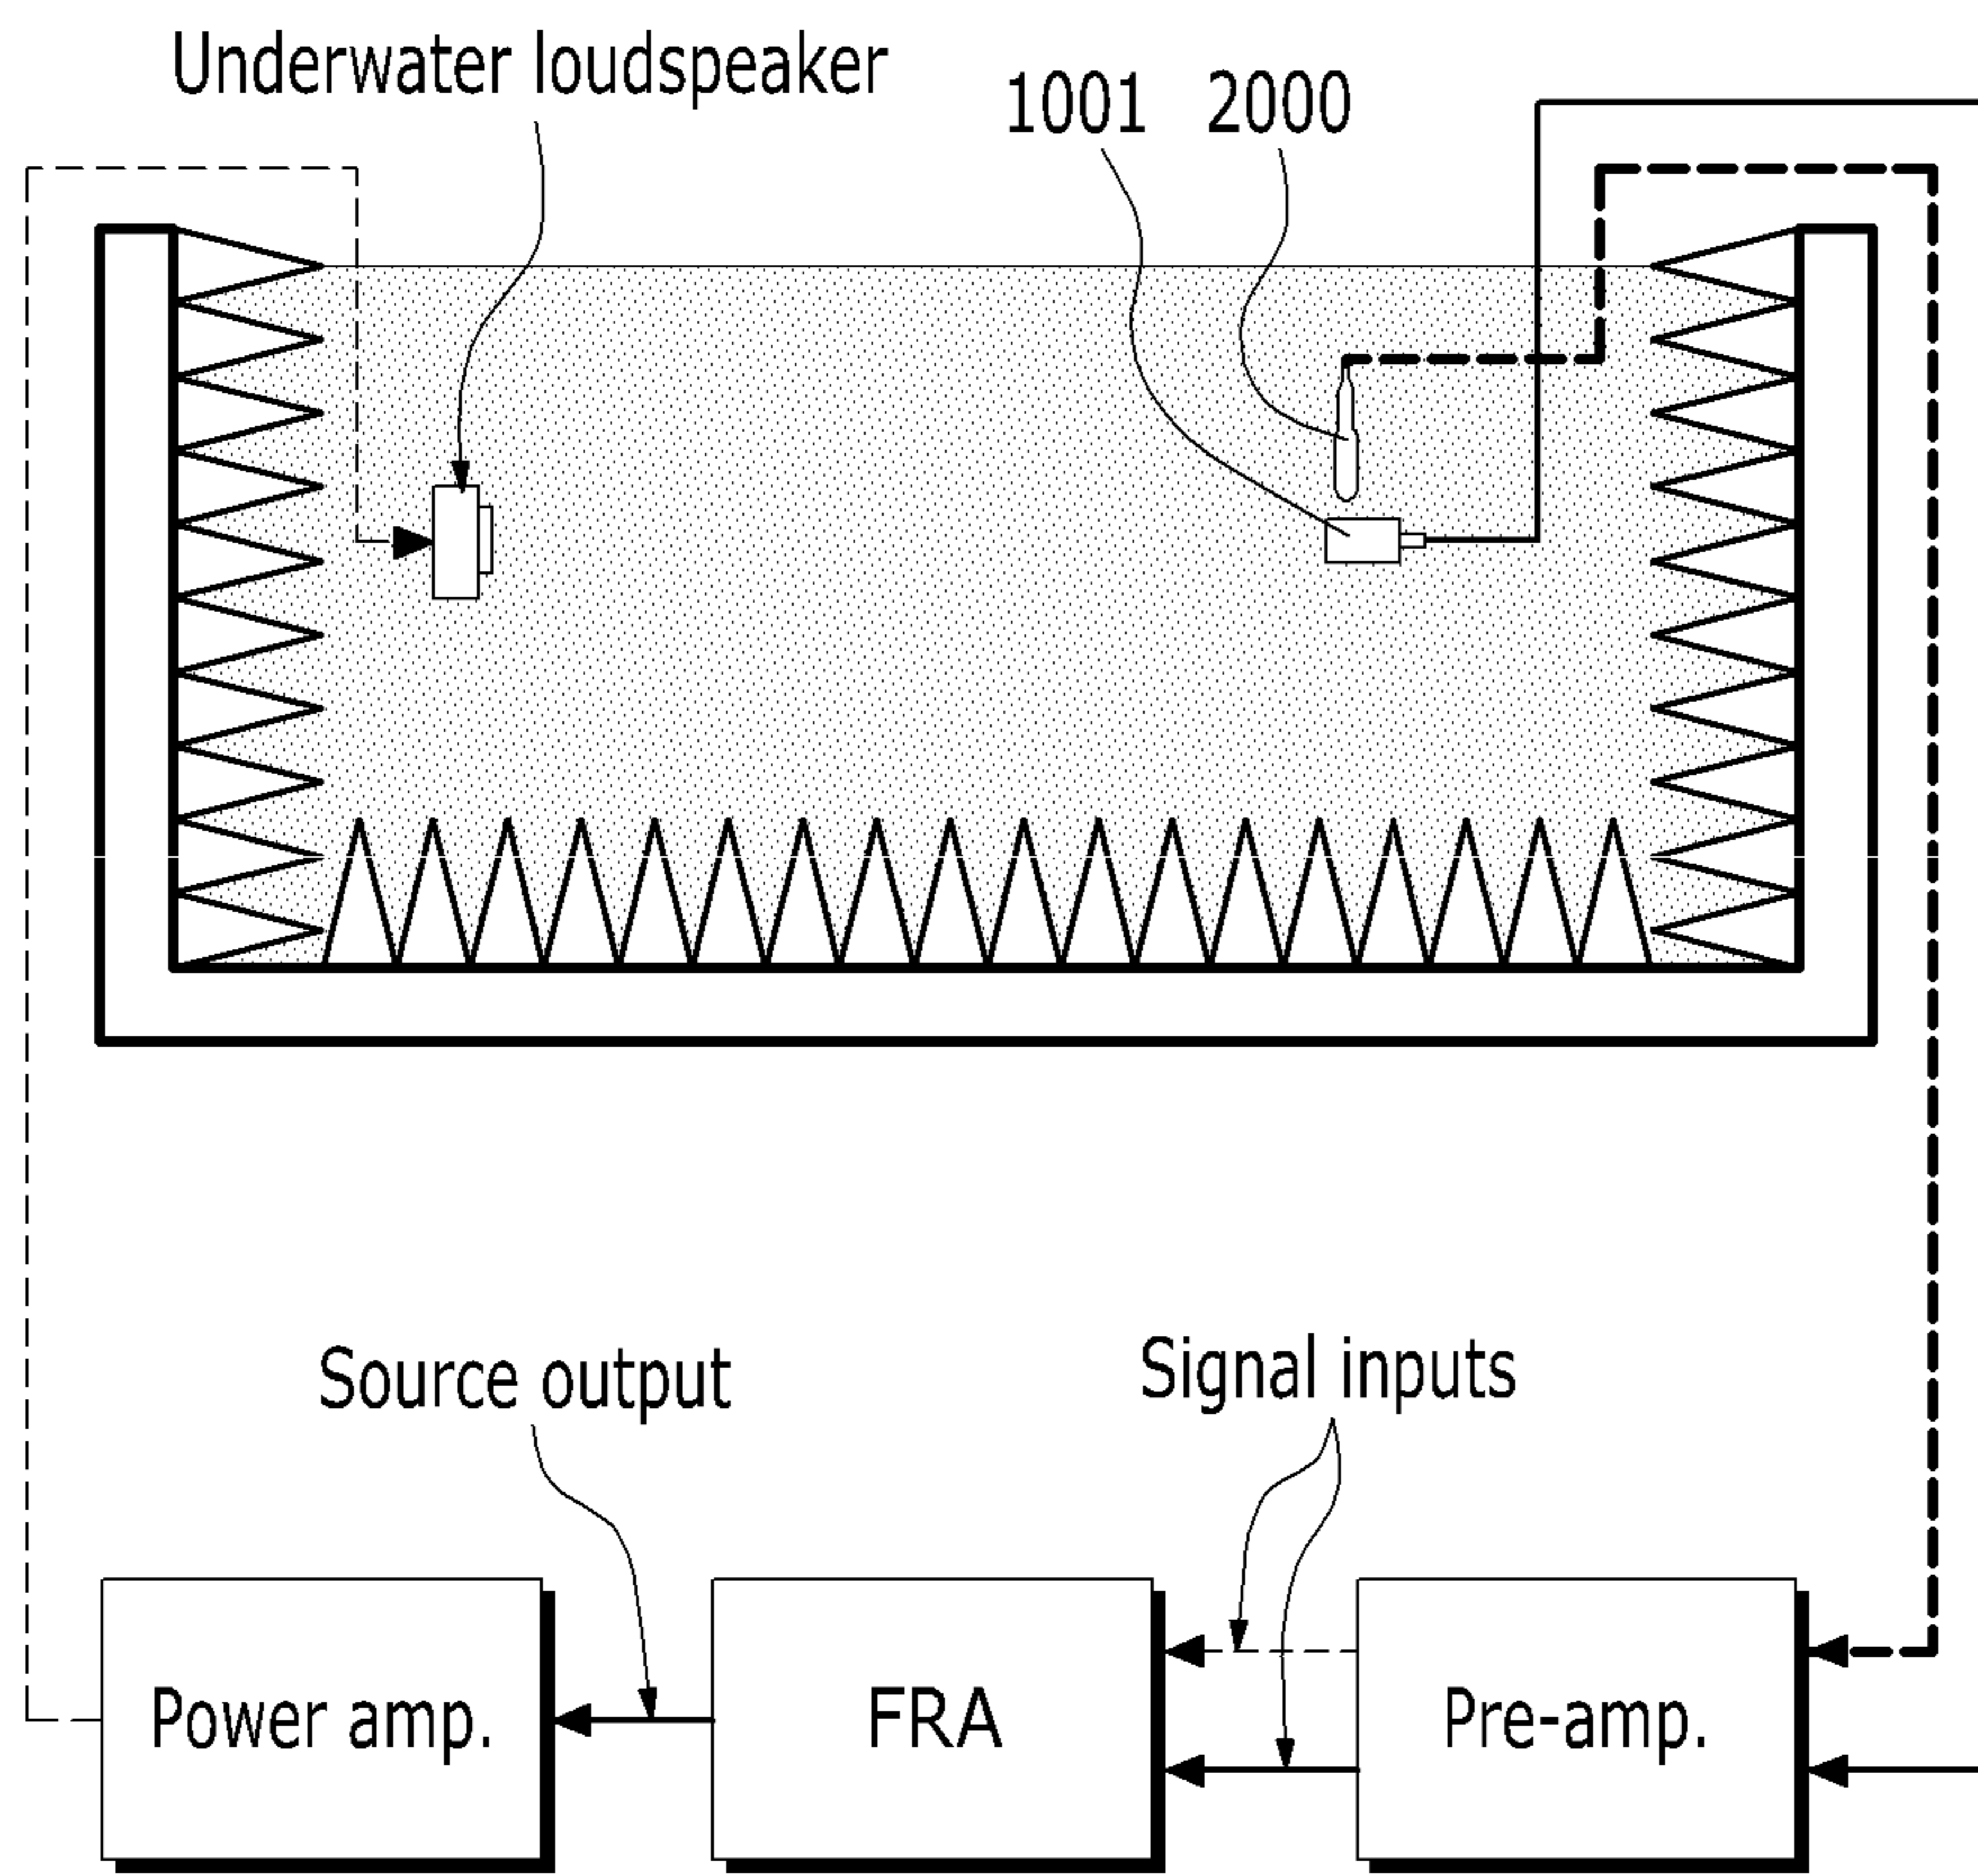 Underwater loudspeaker
1001 2000
Source output
Signal inputs
Power amp.
FRA
Pre-amp.